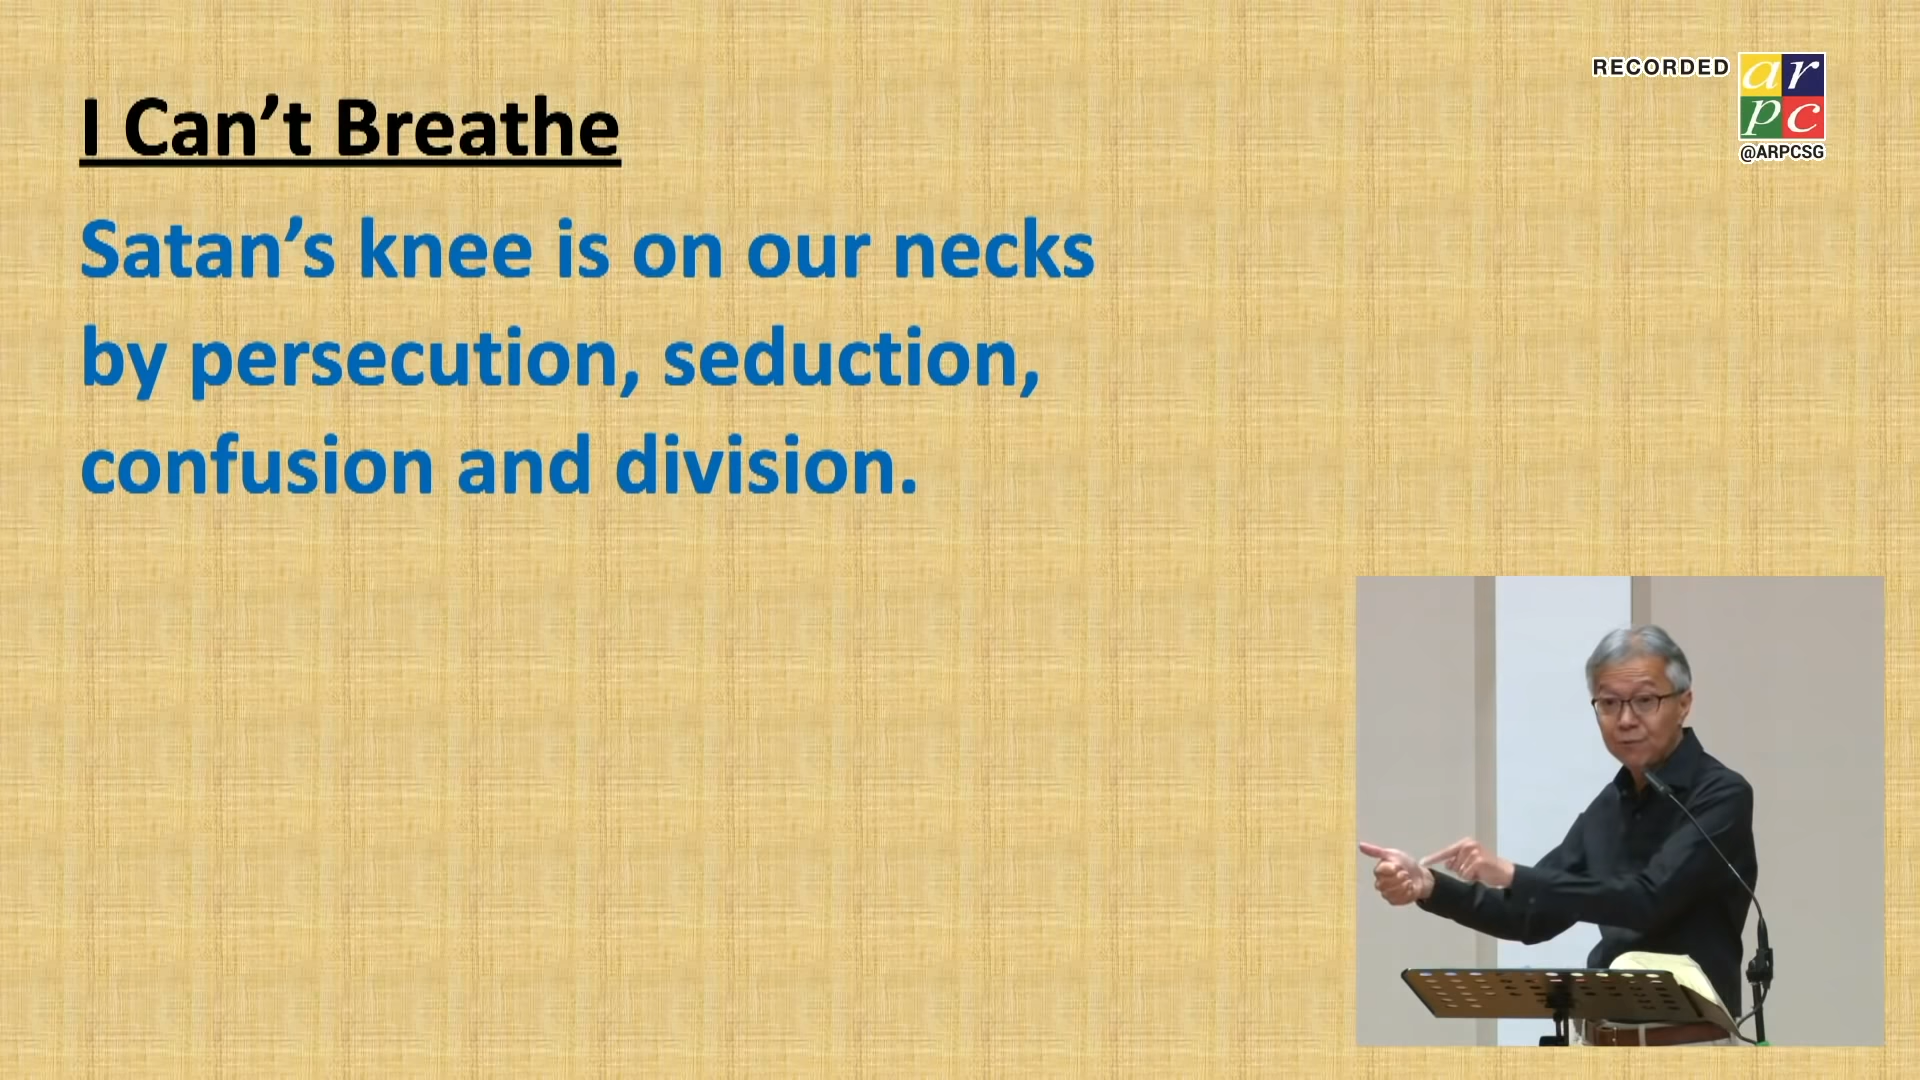 RECORDED
ar
pc
@ARPCSG
I Can’t Breathe
Satan’s knee is on our necks
by persecution, seduction,
confusion and division.